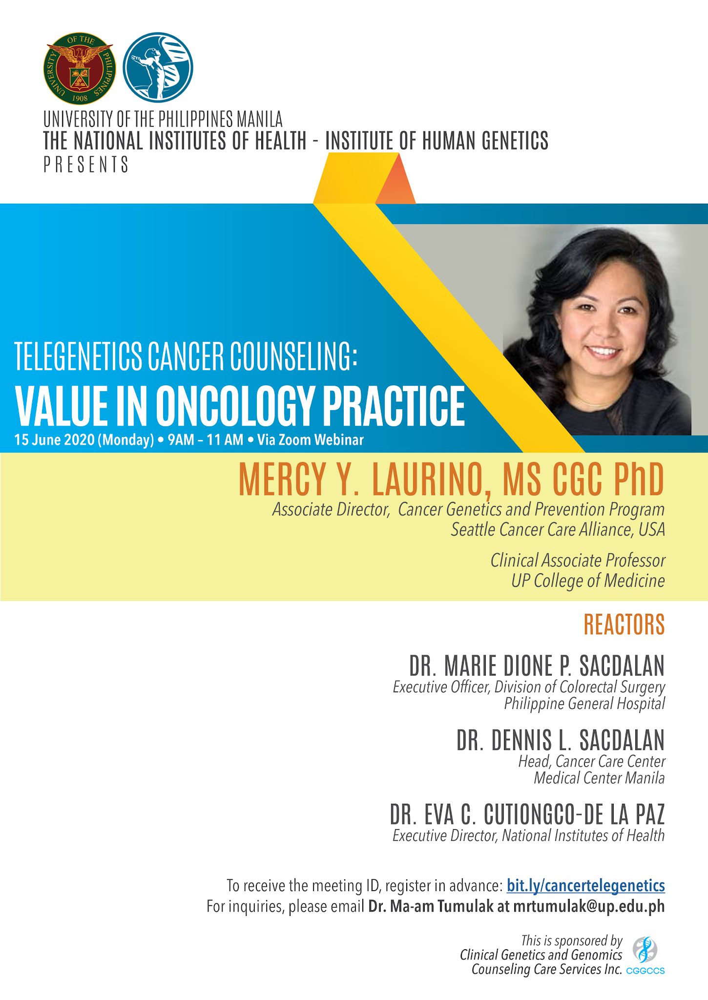 UNIVERSITY OF THE PHILIPPINES
1908
UNIVERSITY OF THE PHILIPPINES MANILA
THE NATIONAL INSTITUTES OF HEALTH - INSTITUTE OF HUMAN GENETICS
PRESENTS
TELEGENETICS CANCER COUNSELING:
VALUE IN ONCOLOGY PRACTICE
15 June 2020 (Monday) • 9AM – 11 AM • Via Zoom Webinar
MERCY Y. LAURINO, MS CGC PhD
Associate Director, Cancer Genetics and Prevention Program
Seattle Cancer Care Alliance, USA
Clinical Associate Professor
UP College of Medicine
REACTORS
DR. MARIE DIONE P. SACDALAN
Executive Officer, Division of Colorectal Surgery
Philippine General Hospital
DR. DENNIS L. SACDALAN
Head, Cancer Care Center
Medical Center Manila
DR. EVA C. CUTIONGCO-DE LA PAZ
Executive Director, National Institutes of Health
To receive the meeting ID, register in advance: bit.ly/cancertelegenetics
For inquiries, please email Dr. Ma-am Tumulak at mrtumulak@up.edu.ph
This is sponsored by
Clinical Genetics and Genomics
Counseling Care Services Inc.
CGGCCS